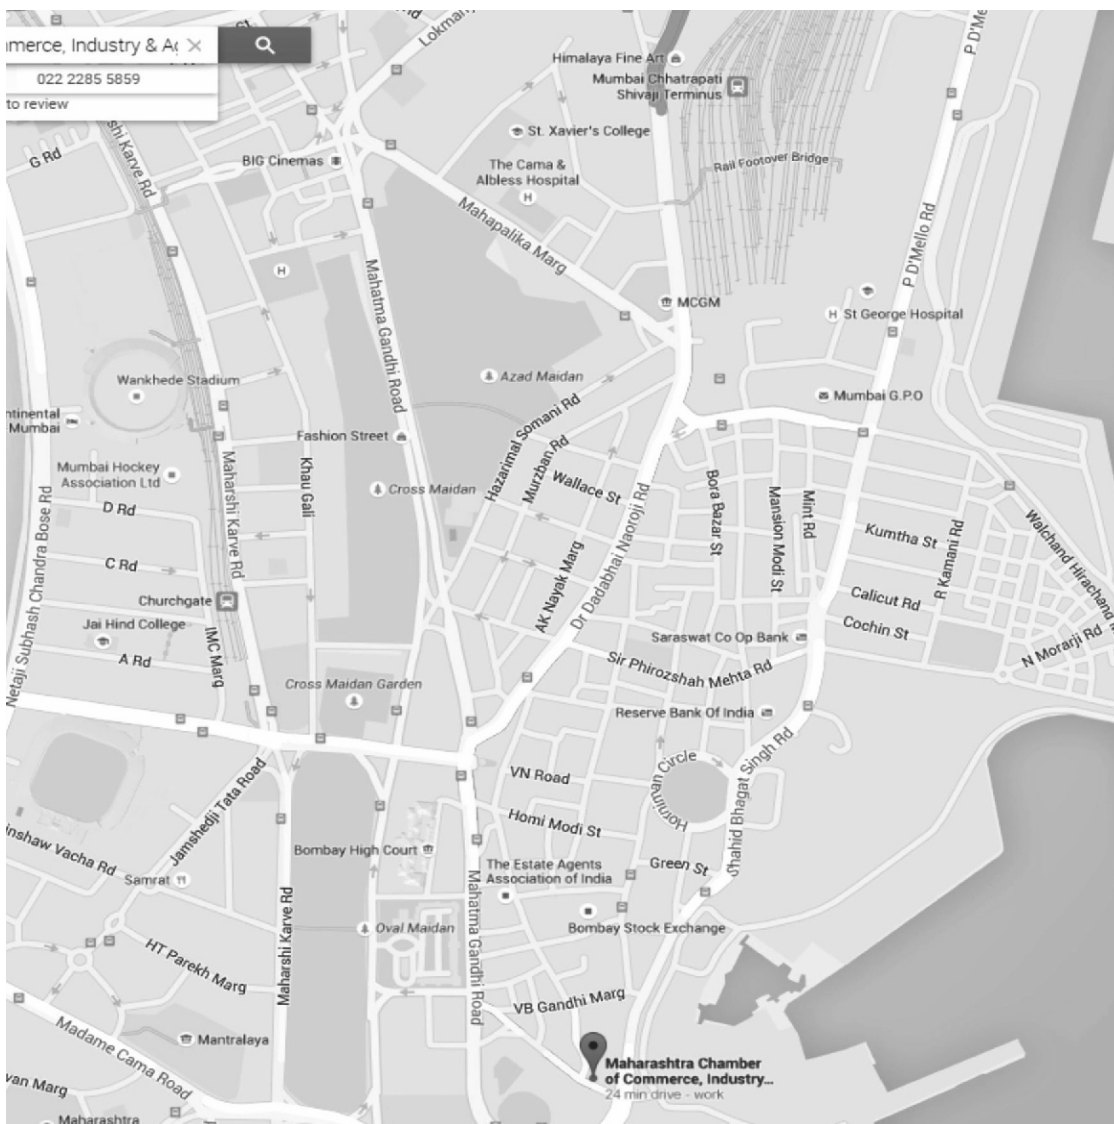 merce, Industry & A
022 2285 5859
to review
St.
Lokman
P D'Mello Rd
Himalaya Fine Art
Mumbai Chhatrapati
Shivaji Terminus
shi Karve Rd
St. Xavier's College
G Rd
BIG Cinemas
The Cama &
Albless Hospital
Rail Footover Bridge
Mahapalika Marg
P D'Mello Rd
Mahatma Gandhi Road
MCGM
St George Hospital
Wankhede Stadium
Azad Maidan
Mumbai G.P.O
ntinental
Mumbai
Fashion Street
Hazarimal Somani Rd
Murzban Rd
Mumbai Hockey
Association Ltd
Maharshi Karve Rd
Khau Gali
Cross Maidan
Wallace St
Bora Bazar St
Mansion Modi St
Mint Rd
D Rd
Kumtha St
R Kamani Rd
Walchand Hirachand M
C Rd
Netaji Subhash Chandra Bose Rd
Churchgate
AK Nayak Marg
Dr Dadabhai Naoroji Rd
Calicut Rd
Jai Hind College
Saraswat Co Op Bank
Cochin St
A Rd
IMC Marg
Sir Phirozshah Mehta Rd
N Morarji Rd
Cross Maidan Garden
Reserve Bank Of India
VN Road
Horniman Circle
Shahid Bhagat Singh Rd
Jamshedji Tata Road
Homi Modi St
inshaw Vacha Rd
Bombay High Court
The Estate Agents
Association of India
Green St
Samrat
Maharshi Karve Rd
Oval Maidan
Mahatma Gandhi Road
Bombay Stock Exchange
HT Parekh Marg
VB Gandhi Marg
Madame Cama Road
Mantralaya
Maharashtra Chamber
of Commerce, Industry...
24 min drive - work
van Marg
Maharashtra